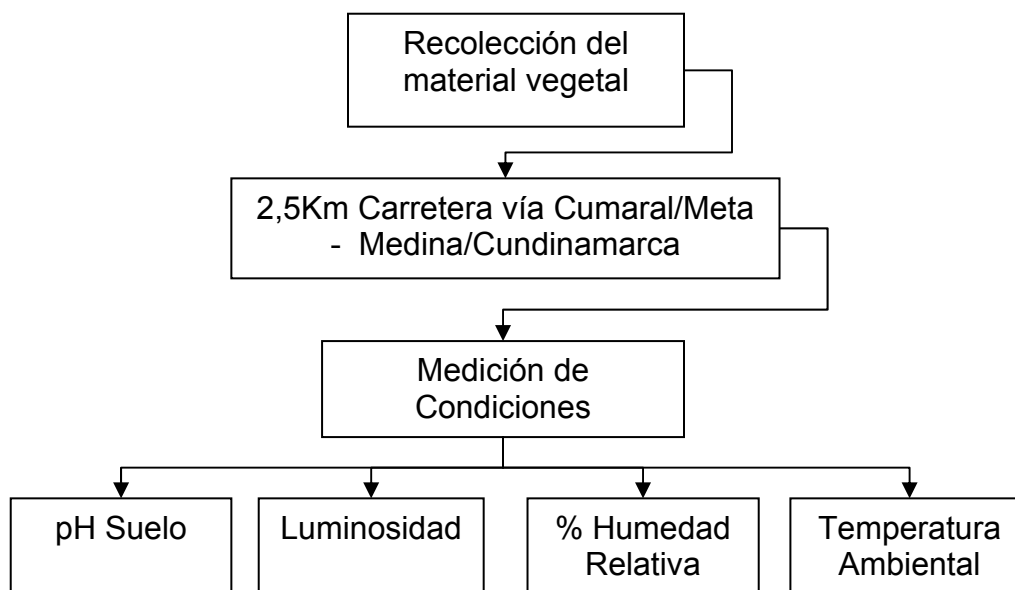 Recolección del
material vegetal
2,5Km Carretera vía Cumaral/Meta
- Medina/Cundinamarca
Medición de
Condiciones
pH Suelo
Luminosidad
% Humedad
Relativa
Temperatura
Ambiental